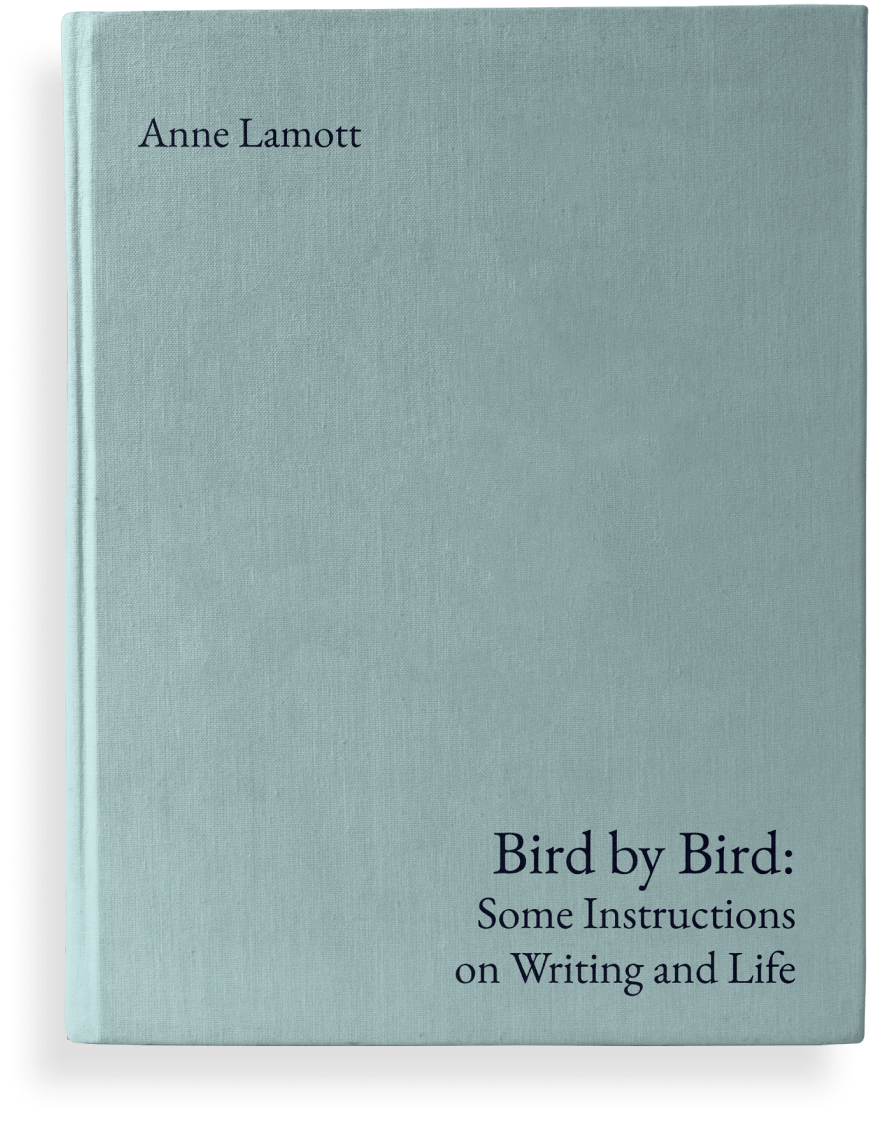 Anne Lamott
Bird by Bird:
Some Instructions
on Writing and Life